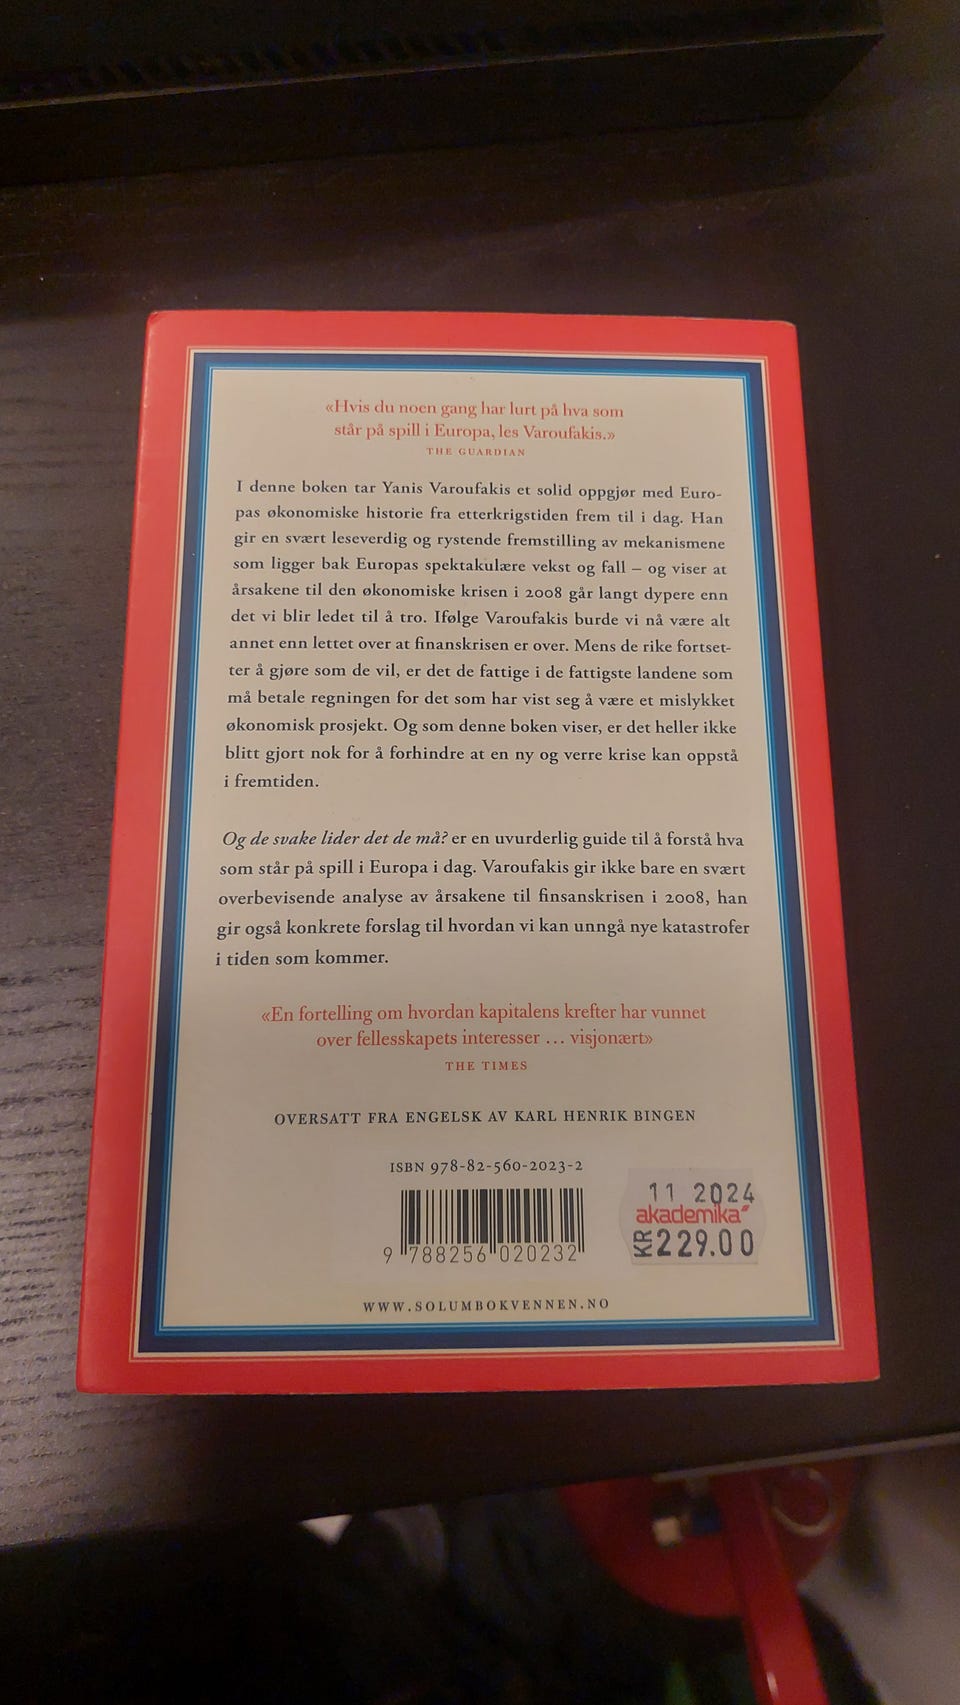 «Hvis du noen gang har lurt på hva som
står på spill i Europa, les Varoufakis.»
THE GUARDIAN
I denne boken tar Yanis Varoufakis et solid oppgjør med Euro-
pas økonomiske historie fra etterkrigstiden frem til i dag. Han
gir en svært leseverdig og rystende fremstilling av mekanismene
som ligger bak Europas spektakulære vekst og fall – og viser at
årsakene til den økonomiske krisen i 2008 går langt dypere enn
det vi blir ledet til å tro. Ifølge Varoufakis burde vi nå være alt
annet enn lettet over at finanskrisen er over. Mens de rike fortset-
ter å gjøre som de vil, er det de fattige i de fattigste landene som
må betale regningen for det som har vist seg å være et mislykket
økonomisk prosjekt. Og som denne boken viser, er det heller ikke
blitt gjort nok for å forhindre at en ny og verre krise kan oppstå
i fremtiden.
Og de svake lider det de må? er en uvurderlig guide til å forstå hva
som står på spill i Europa i dag. Varoufakis gir ikke bare en svært
overbevisende analyse av årsakene til finsanskrisen i 2008, han
gir også konkrete forslag til hvordan vi kan unngå nye katastrofer
i tiden som kommer.
«En fortelling om hvordan kapitalens krefter har vunnet
over fellesskapets interesser ... visjonært»
THE TIMES
OVERSATT FRA ENGELSK AV KARL HENRIK BINGEN
ISBN 978-82-560-2023-2
9 788256 020232
11 2024
akademika
KR 229.00
WWW.SOLUMBOKVENNEN.NO